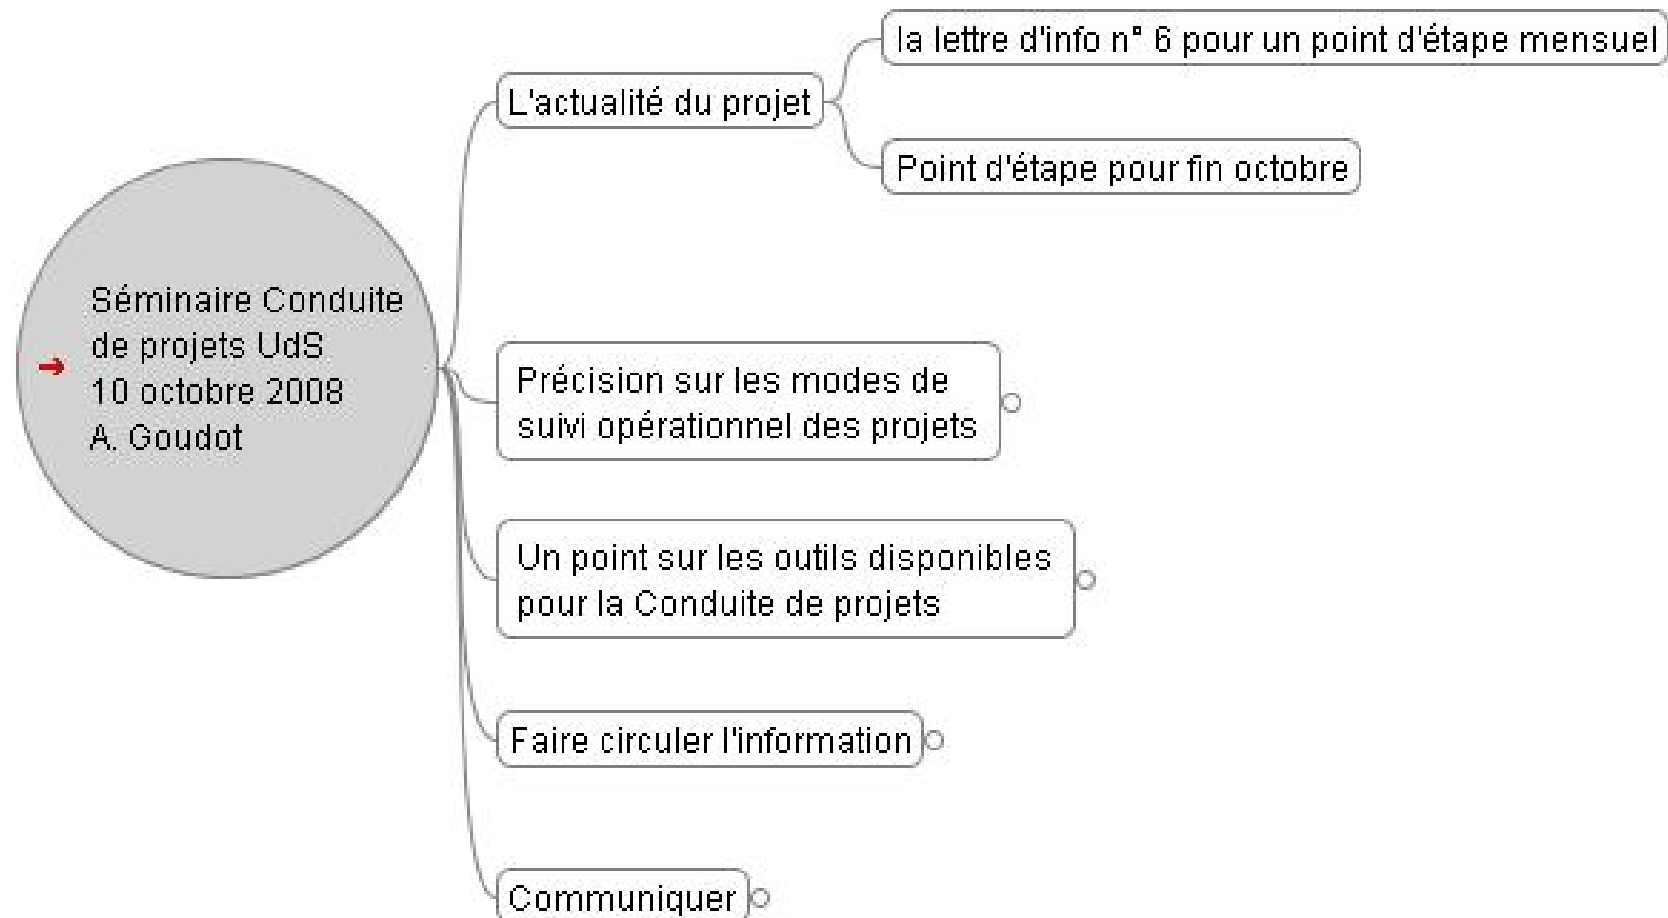 Séminaire Conduite
de projets UdS
10 octobre 2008
A. Goudot
L'actualité du projet
la lettre d'info n° 6 pour un point d'étape mensuel
Point d'étape pour fin octobre
Précision sur les modes de
suivi opérationnel des projets
Un point sur les outils disponibles
pour la Conduite de projets
Faire circuler l'information
Communiquer